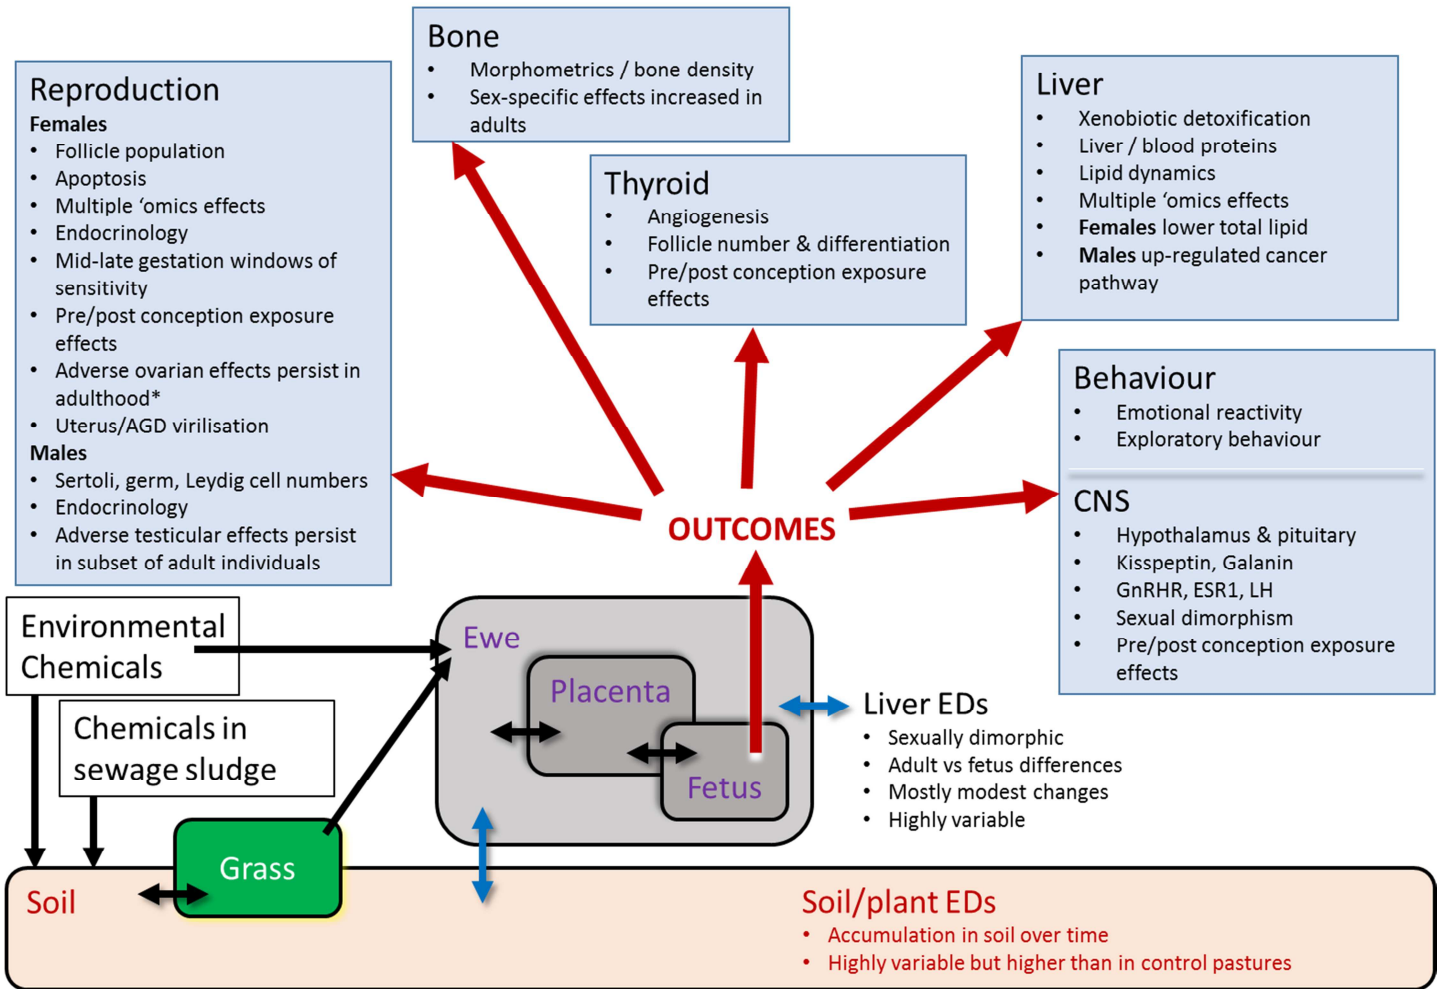 Bone
• Morphometrics / bone density
• Sex-specific effects increased in
adults
Reproduction
Females
• Follicle population
• Apoptosis
• Multiple ‘omics effects
• Endocrinology
• Mid-late gestation windows of
sensitivity
• Pre/post conception exposure
effects
• Adverse ovarian effects persist in
adulthood*
• Uterus/AGD virilisation
Males
• Sertoli, germ, Leydig cell numbers
• Endocrinology
• Adverse testicular effects persist
in subset of adult individuals
Thyroid
• Angiogenesis
• Follicle number & differentiation
• Pre/post conception exposure
effects
Liver
• Xenobiotic detoxification
• Liver / blood proteins
• Lipid dynamics
• Multiple ‘omics effects
• Females lower total lipid
• Males up-regulated cancer
pathway
Behaviour
• Emotional reactivity
• Exploratory behaviour
CNS
• Hypothalamus & pituitary
• Kisspeptin, Galanin
• GnRHR, ESR1, LH
• Sexual dimorphism
• Pre/post conception exposure
effects
OUTCOMES
Environmental
Chemicals
Chemicals in
sewage sludge
Ewe
Placenta
Fetus
Liver EDs
• Sexually dimorphic
• Adult vs fetus differences
• Mostly modest changes
• Highly variable
Grass
Soil
Soil/plant EDs
• Accumulation in soil over time
• Highly variable but higher than in control pastures